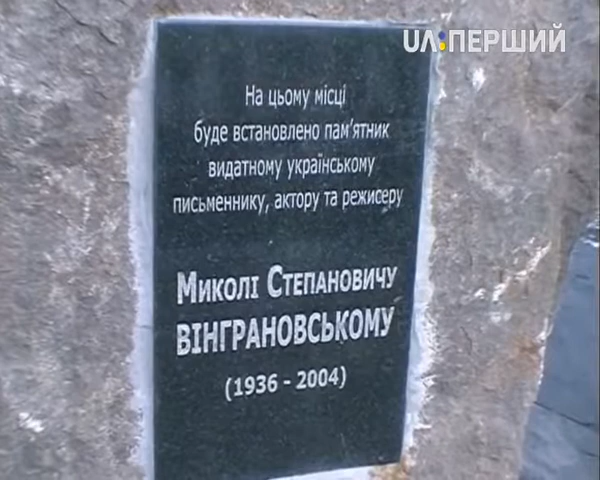 UA:ПЕРШИЙ
На цьому місці
буде встановлено пам'ятник
видатному українському
письменнику, актору та режисеру
Миколі Степановичу
ВІНГРАНОВСЬКОМУ
(1936 - 2004)